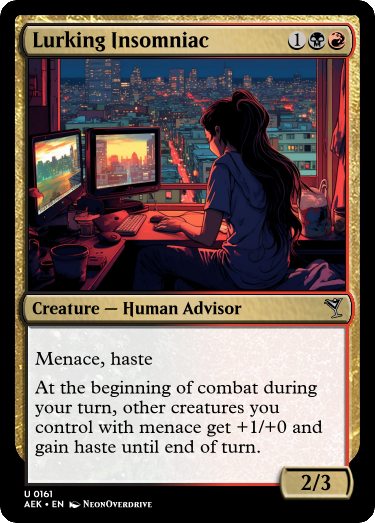 Lurking Insomniac 1
Creature — Human Advisor
Menace, haste
At the beginning of combat during
your turn, other creatures you
control with menace get +1/+0 and
gain haste until end of turn.
2/3
U 0161
AEK • EN NeonOverdrive